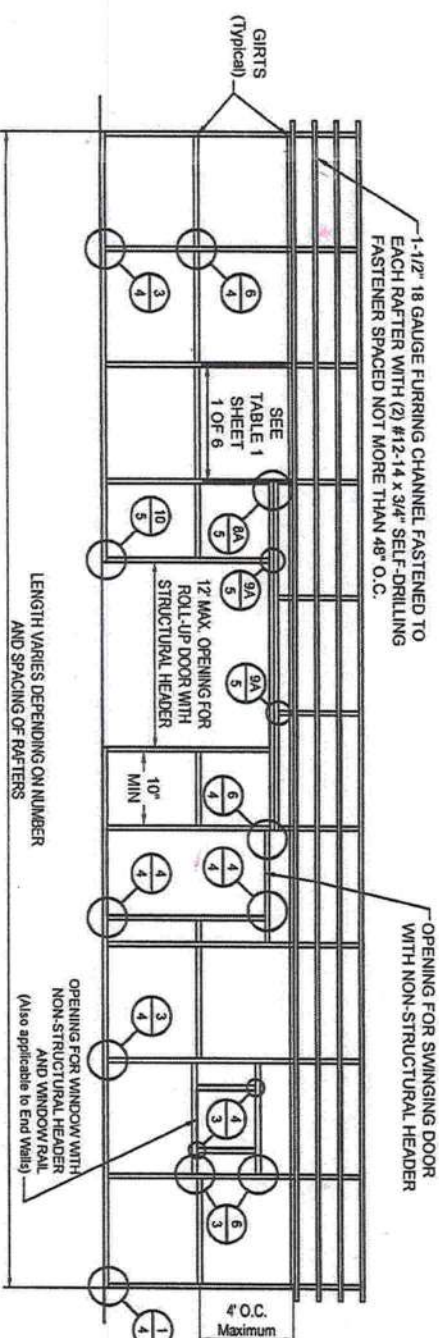 GIRTS
(Typical)
1-1/2" 18 GAUGE FURRING CHANNEL FASTENED TO
EACH RAFTER WITH (2) #12-14 x 3/4" SELF-DRILLING
FASTENER SPACED NOT MORE THAN 48" O.C.
OPENING FOR SWINGING DOOR
WITH NON-STRUCTURAL HEADER
6
4
3
4
SEE
TABLE 1
SHEET
1 OF 6
8A
5
10
5
9A
5
12' MAX. OPENING FOR
ROLL-UP DOOR WITH
STRUCTURAL HEADER
9A
5
10"
MIN
6
4
4
4
4
4
3
4
4
3
6
3
1
4
4' O.C.
Maximum
OPENING FOR WINDOW WITH
NON-STRUCTURAL HEADER
AND WINDOW RAIL
(Also applicable to End Walls)
LENGTH VARIES DEPENDING ON NUMBER
AND SPACING OF RAFTERS